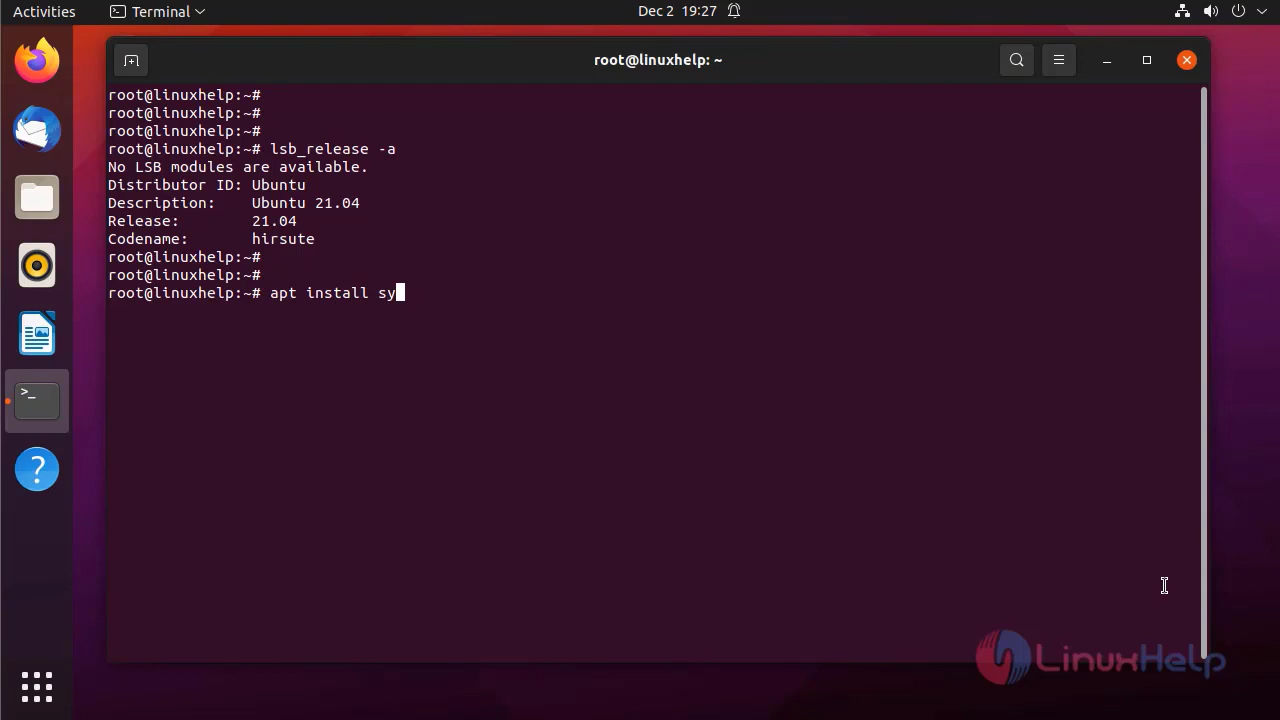 Activities
Terminal
Dec 2 19:27
root@linuxhelp: ~
root@linuxhelp:~#
root@linuxhelp:~#
root@linuxhelp:~#
root@linuxhelp:~# lsb_release -a
No LSB modules are available.
Distributor ID: Ubuntu
Description: Ubuntu 21.04
Release: 21.04
Codename: hirsute
root@linuxhelp:~#
root@linuxhelp:~#
root@linuxhelp:~# apt install sy
>_
?
LinuxHelp